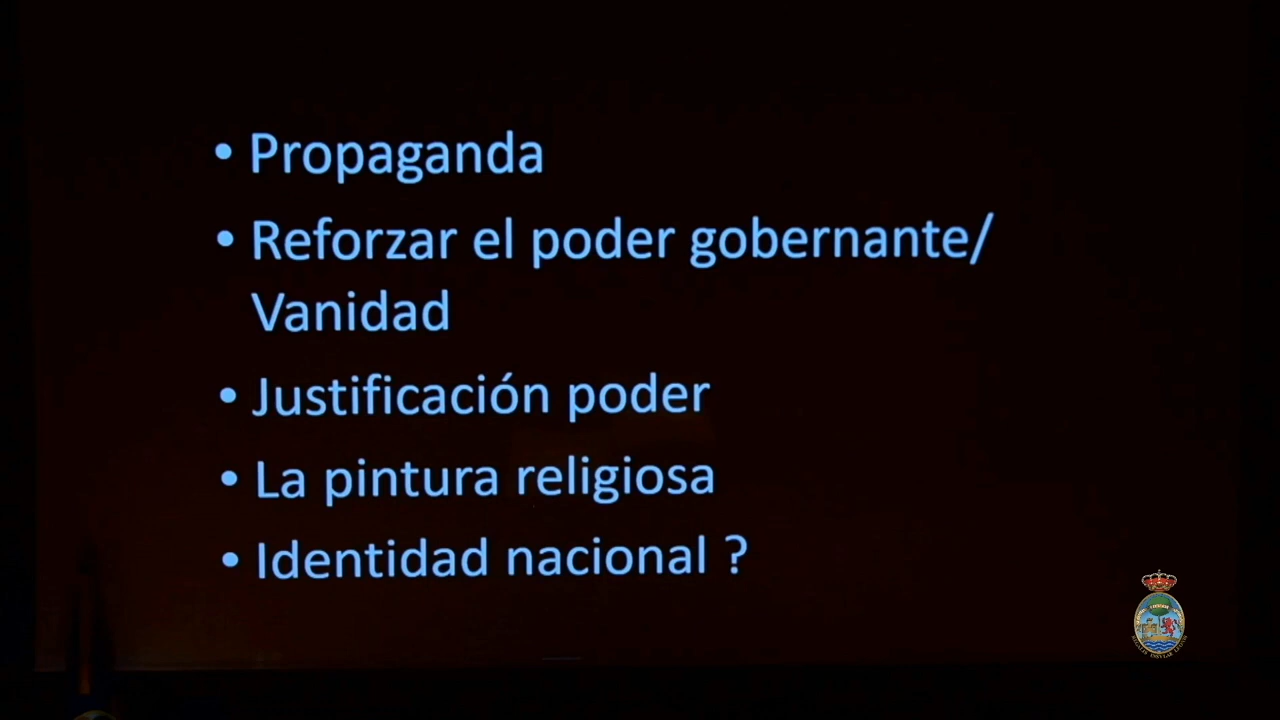 • Propaganda
• Reforzar el poder gobernante/
Vanidad
• Justificación poder
• La pintura religiosa
• Identidad nacional ?